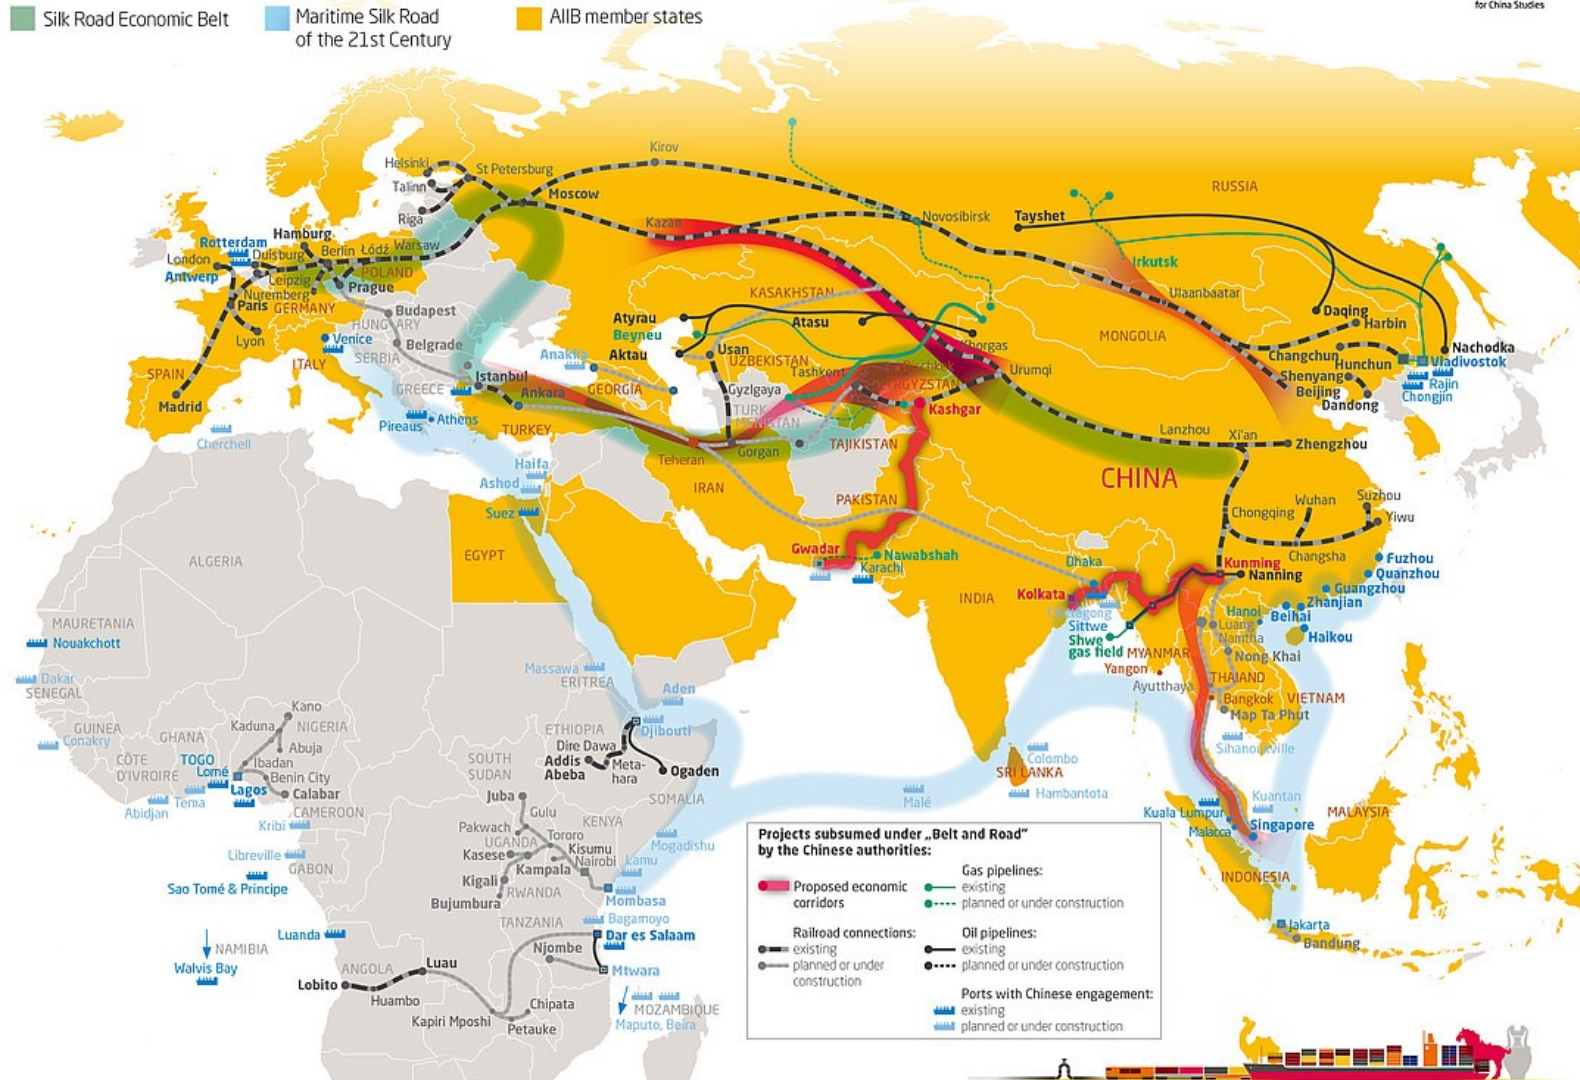 Silk Road Economic Belt
Maritime Silk Road
of the 21st Century
AIIB member states
for China Studies
Helsinki
Talinn
Riga
St Petersburg
Kirov
Moscow
Kazan
Novosibirsk
Tayshet
RUSSIA
Irkutsk
Ulaanbaatar
MONGOLIA
Hamburg
Rotterdam
London
Antwerp
Duisburg
Berlin
Łódź
Warsaw
POLAND
Leipzig
Prague
Nuremberg
Paris
GERMANY
Lyon
Budapest
HUNGARY
Belgrade
SERBIA
Venice
ITALY
SPAIN
Madrid
GREECE
Istanbul
Ankara
Pireaus
Athens
TURKEY
Cherchell
GEORGIA
Anaklia
Atyrau
Beyneu
Aktau
KASAKHSTAN
Atasu
Usan
UZBEKISTAN
Tashkent
Bischkek
KYRGYZSTAN
Khorgas
Urumqi
Gyzlgaya
TURK
MENISTAN
Kashgar
TAJIKISTAN
Gorgan
Teheran
IRAN
PAKISTAN
Gwadar
Nawabshah
Karachi
Daqing
Harbin
Changchun
Hunchun
Nachodka
Vladivostok
Shenyang
Rajin
Beijing
Chongjin
Dandong
Lanzhou
Xi'an
Zhengzhou
CHINA
Wuhan
Suzhou
Chongqing
Yiwu
Changsha
Fuzhou
Quanzhou
Guangzhou
Zhanjian
Beihai
Haikou
Kunming
Nanning
Haifa
Ashod
Suez
EGYPT
ALGERIA
Dhaka
Kolkata
INDIA
Chittagong
Sittwe
Shwe
gas field
MYANMAR
Yangon
Hanoi
Luang
Namtha
Nong Khai
Ayutthaya
THAIAND
VIETNAM
Bangkok
Map Ta Phut
Sihanoukville
MAURETANIA
Nouakchott
Dakar
SENEGAL
GUINEA
Conakry
CÔTE
D'IVROIRE
GHANA
TOGO
Lomé
Abidjan
Tema
Kano
Kaduna
NIGERIA
Abuja
Ibadan
Benin City
Lagos
Calabar
CAMEROON
Kribi
Libreville
GABON
Sao Tomé & Principe
Luanda
NAMIBIA
Walvis Bay
ANGOLA
Lobito
Luau
Huambo
Kapiri Mposhi
Chipata
Petauke
Massawa
ERITREA
Aden
Djibouti
ETHIOPIA
Dire Dawa
Addis
Abeba
Meta-
hara
Ogaden
SOUTH
SUDAN
SOMALIA
Juba
Gulu
KENYA
Pakwach
Tororo
UGANDA
Kisumu
Kasese
Nairobi
Kampala
Mogadishu
Lamu
Kigali
RWANDA
Bujumbura
Mombasa
TANZANIA
Bagamoyo
Dar es Salaam
Njombe
Mtwara
MOZAMBIQUE
Maputo, Beira
Malé
Colombo
SRI LANKA
Hambantota
Kuantan
Kuala Lumpur
Malacca
Singapore
MALAYSIA
INDONESIA
Jakarta
Bandung
Projects subsumed under „Belt and Road”
by the Chinese authorities:
Proposed economic
corridors
Railroad connections:
existing
planned or under
construction
Gas pipelines:
existing
planned or under construction
Oil pipelines:
existing
planned or under construction
Ports with Chinese engagement:
existing
planned or under construction